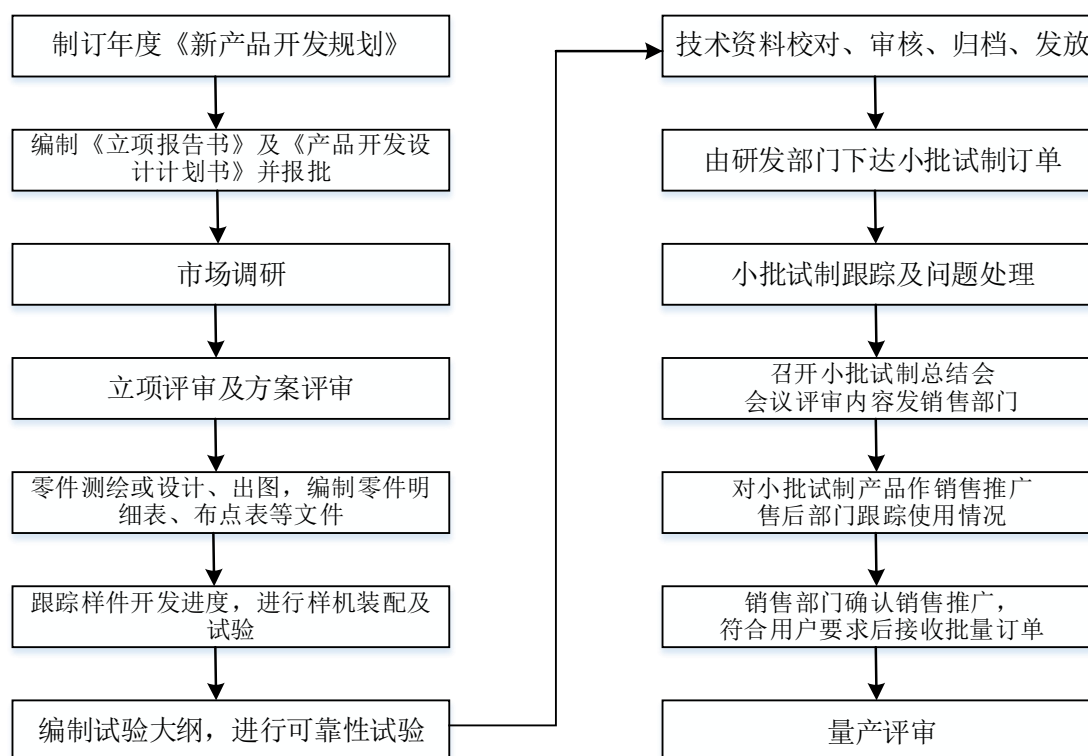 制订年度《新产品开发规划》
编制《立项报告书》及《产品开发设
计计划书》并报批
市场调研
立项评审及方案评审
零件测绘或设计、出图，编制零件明
细表、布点表等文件
跟踪样件开发进度，进行样机装配及
试验
编制试验大纲，进行可靠性试验
技术资料校对、审核、归档、发放
由研发部门下达小批试制订单
小批试制跟踪及问题处理
召开小批试制总结会
会议评审内容发销售部门
对小批试制产品作销售推广
售后部门跟踪使用情况
销售部门确认销售推广，
符合用户要求后接收批量订单
量产评审